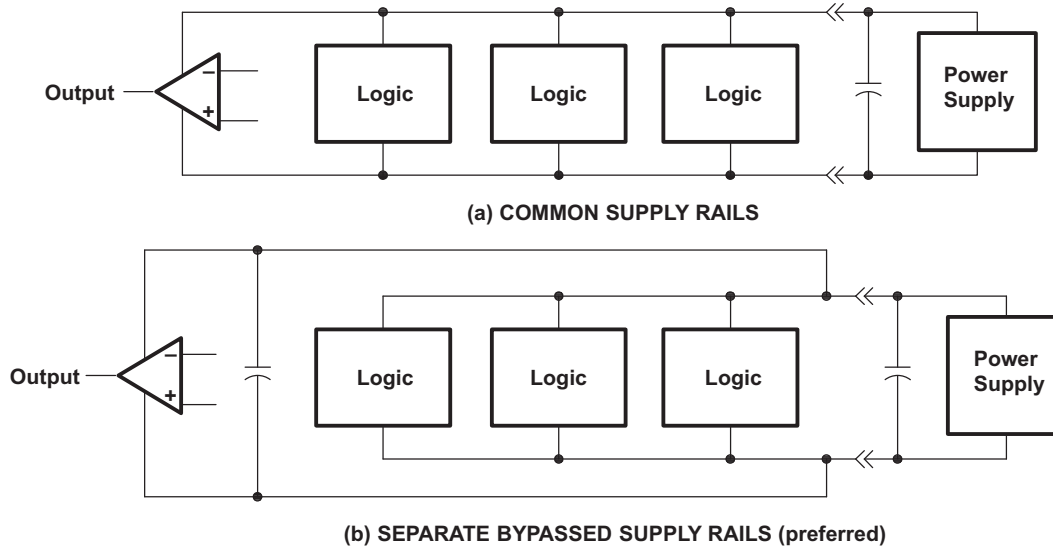 Output
−
+
Logic
Logic
Logic
Power
Supply
(a) COMMON SUPPLY RAILS
Output
−
+
Logic
Logic
Logic
Power
Supply
(b) SEPARATE BYPASSED SUPPLY RAILS (preferred)